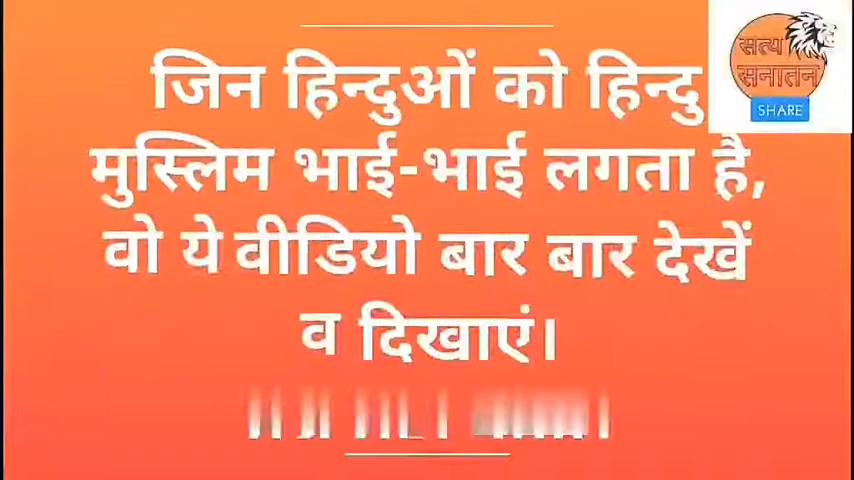 सत्य
सनातन
SHARE
जिन हिन्दुओं को हिन्दु
मुस्लिम भाई-भाई लगता है,
वो ये वीडियो बार बार देखें
व दिखाएं।